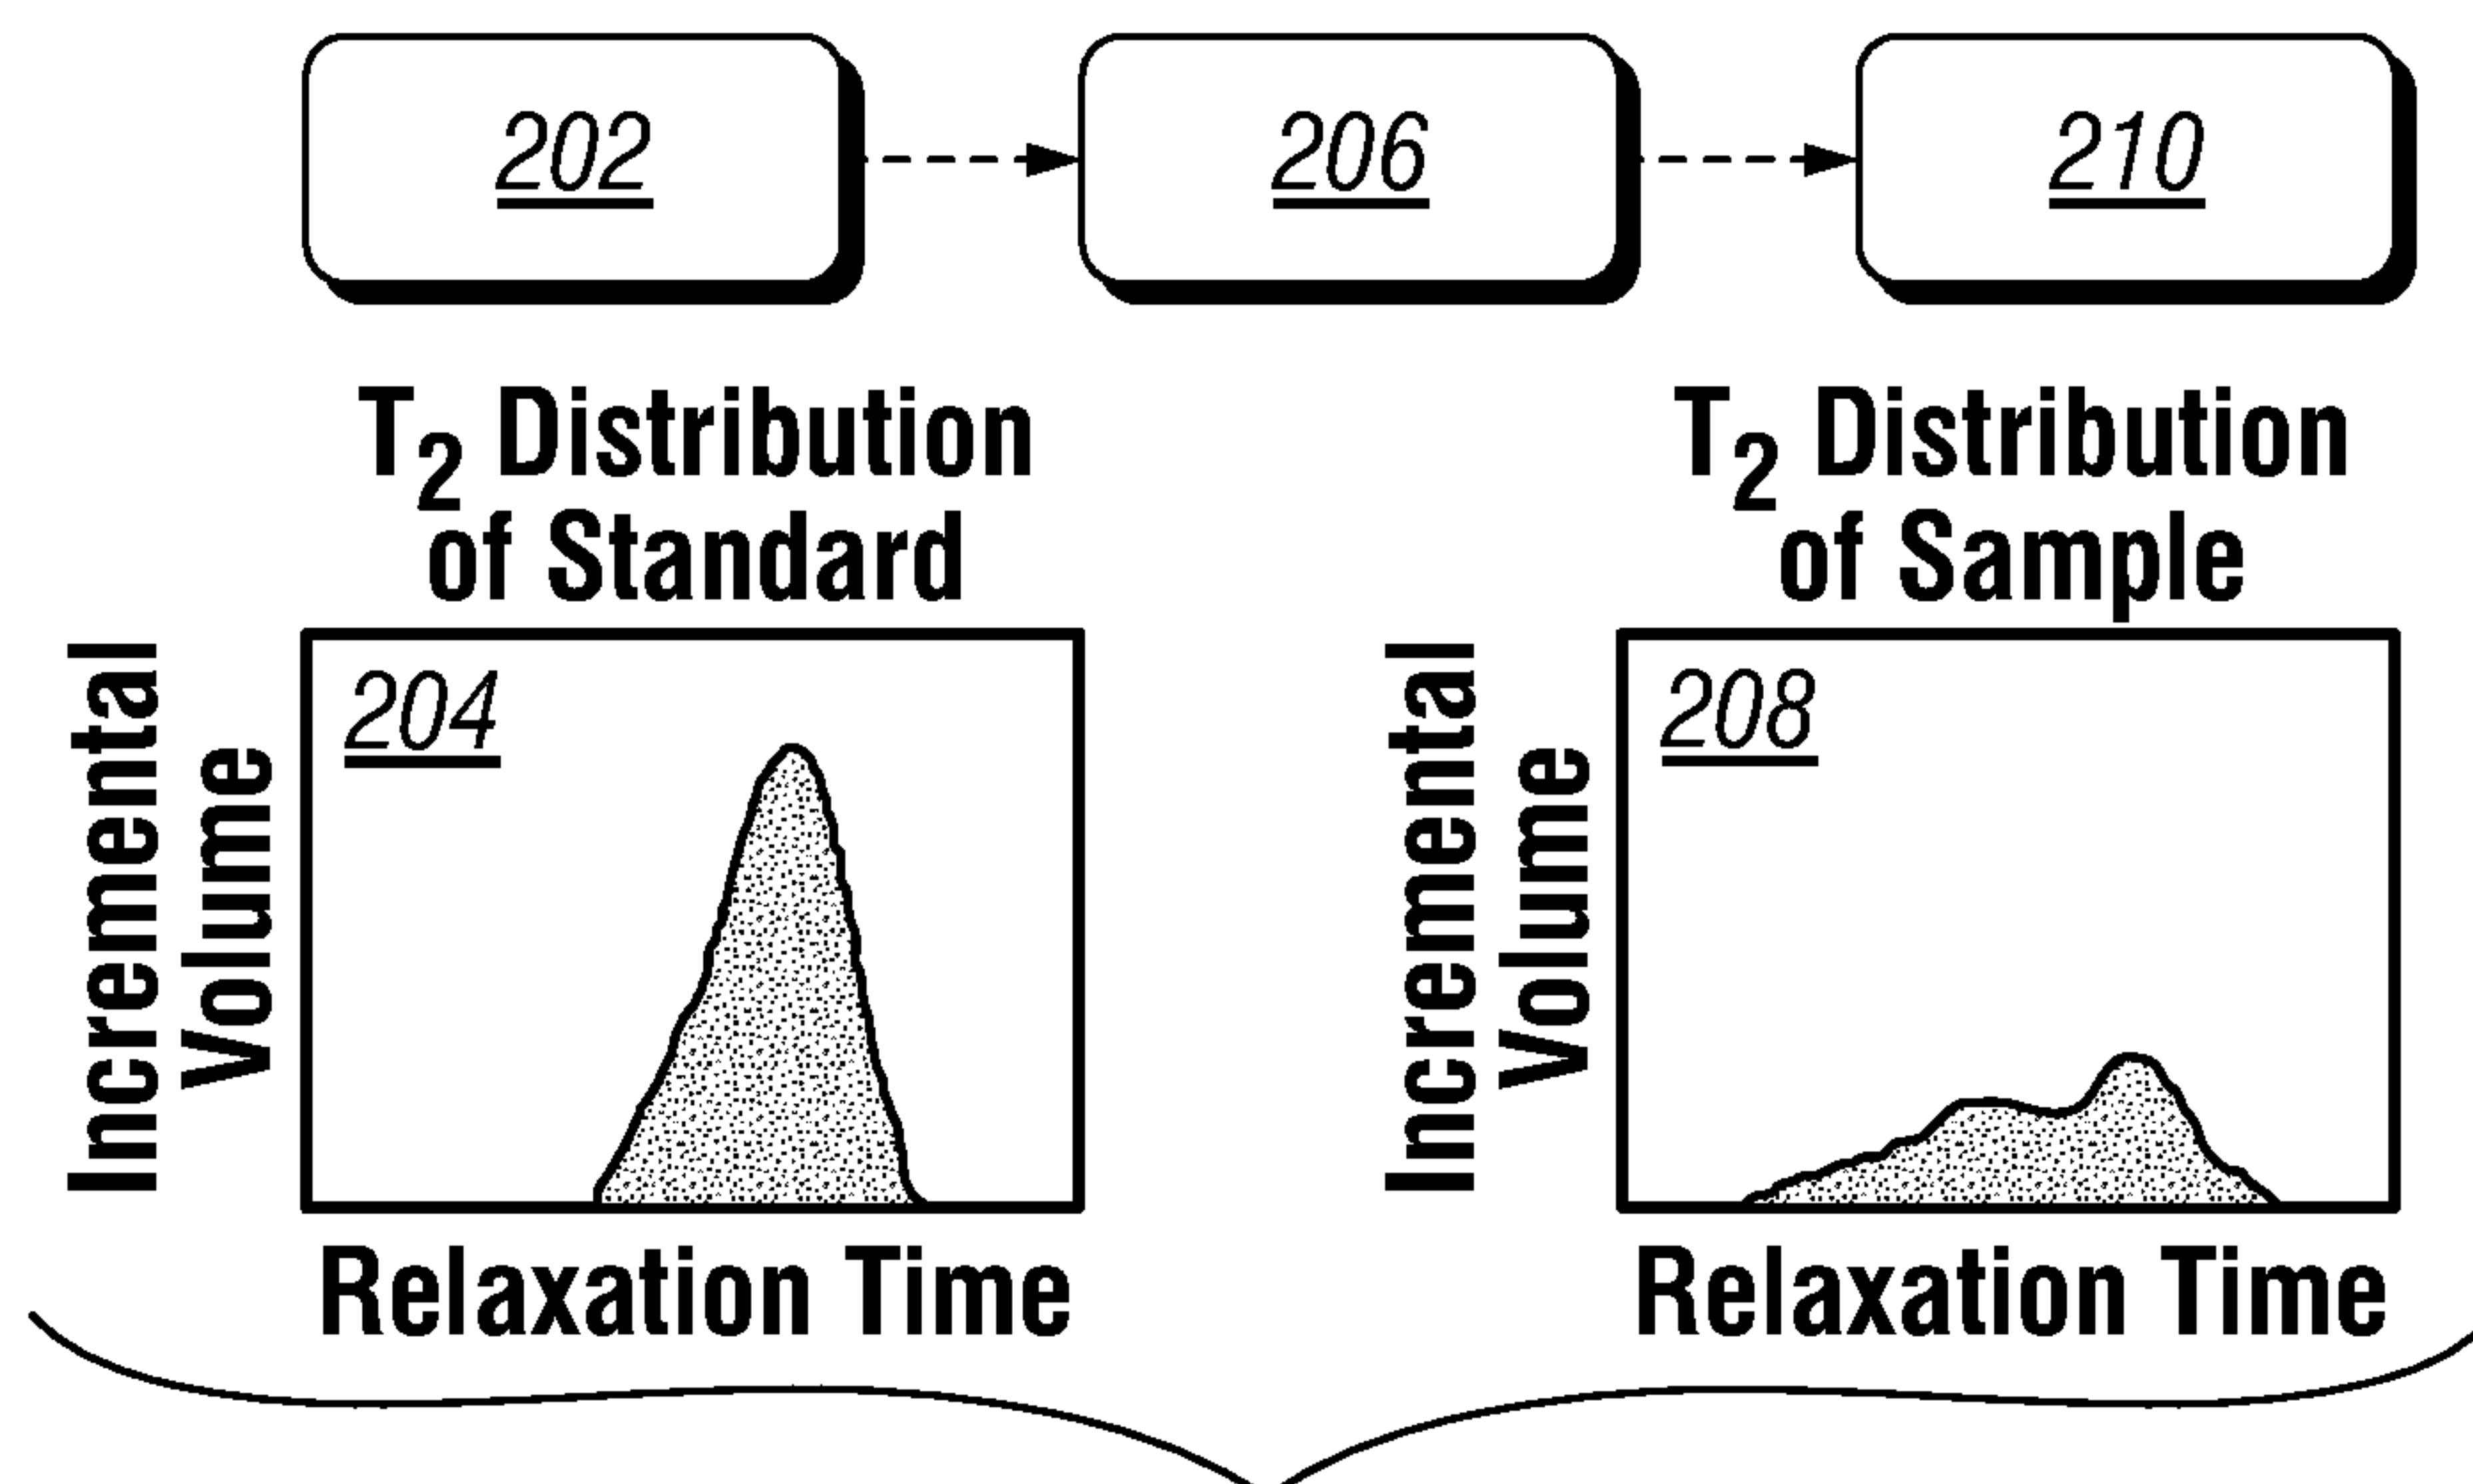 202
206
210
T2 Distribution
of Standard
T2 Distribution
of Sample
Incremental
Volume
204
Relaxation Time
Incremental
Volume
208
Relaxation Time